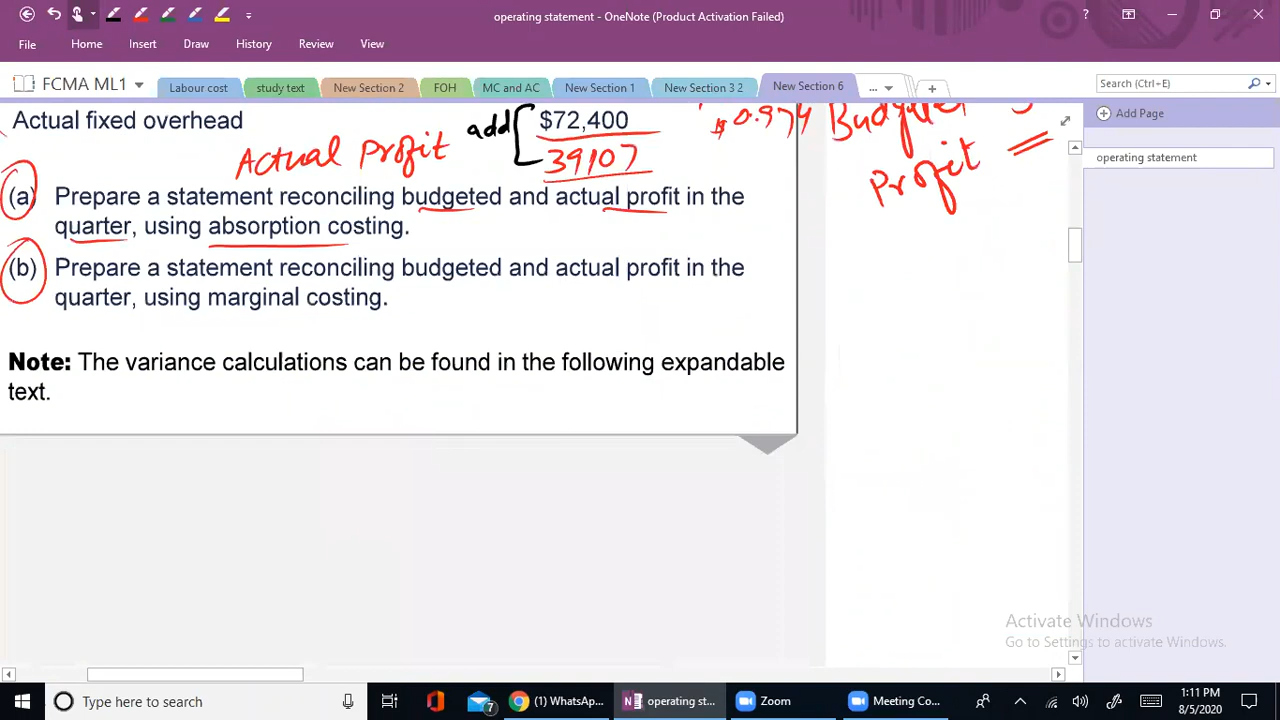 operating statement - OneNote (Product Activation Failed)
?
File Home Insert Draw History Review View
FCMA ML1
Labour cost study text New Section 2 FOH MC and AC New Section 1 New Section 3 2 New Section 6 ... +
Search (Ctrl+E)
Add Page
operating statement
Actual fixed overhead
add
$72,400
$0.974
Actual Profit
39107
Profit
(a) Prepare a statement reconciling budgeted and actual profit in the
quarter, using absorption costing.
(b) Prepare a statement reconciling budgeted and actual profit in the
quarter, using marginal costing.
Note: The variance calculations can be found in the following expandable
text.
Activate Windows
Go to Settings to activate Windows.
Type here to search
7
(1) WhatsApp...
operating stat...
Zoom
Meeting Co...
1:11 PM
8/5/2020